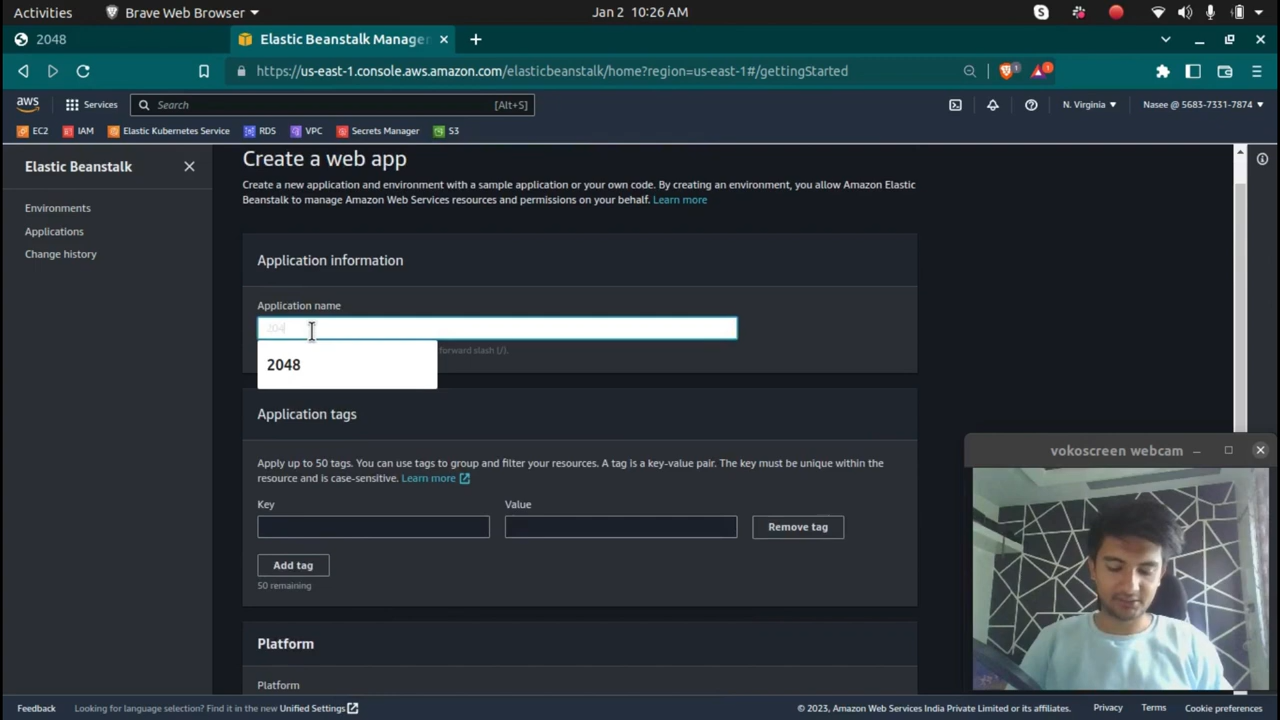 Activities
Brave Web Browser
Jan 2 10:26 AM
2048
Elastic Beanstalk Manage
https://us-east-1.console.aws.amazon.com/elasticbeanstalk/home?region=us-east-1#/gettingStarted
1
1
aws
Services
Search
[Alt+S]
N. Virginia
Nasee @ 5683-7331-7874
EC2
IAM
Elastic Kubernetes Service
RDS
VPC
Secrets Manager
S3
Elastic Beanstalk
Environments
Applications
Change history
Create a web app
Create a new application and environment with a sample application or your own code. By creating an environment, you allow Amazon Elastic
Beanstalk to manage Amazon Web Services resources and permissions on your behalf. Learn more
Application information
Application name
204
forward slash (/).
2048
Application tags
Apply up to 50 tags. You can use tags to group and filter your resources. A tag is a key-value pair. The key must be unique within the
resource and is case-sensitive. Learn more
Key
Value
Remove tag
Add tag
50 remaining
Platform
Platform
vokoscreen webcam
Feedback
Looking for language selection? Find it in the new Unified Settings
© 2023, Amazon Web Services India Private Limited or its affiliates.
Privacy
Terms
Cookie preferences